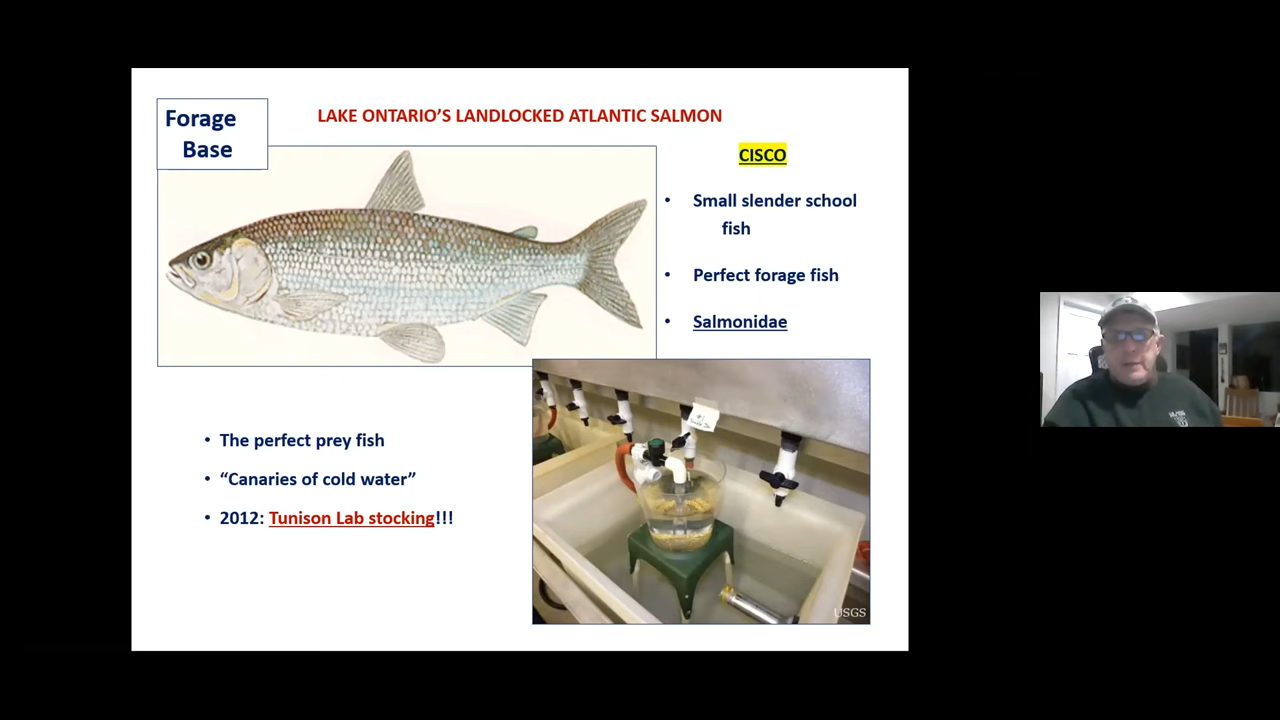 Forage
Base
LAKE ONTARIO'S LANDLOCKED ATLANTIC SALMON
CISCO
• Small slender school
fish
• Perfect forage fish
• Salmonidae
• The perfect prey fish
• “Canaries of cold water”
• 2012: Tunison Lab stocking!!!
USGS